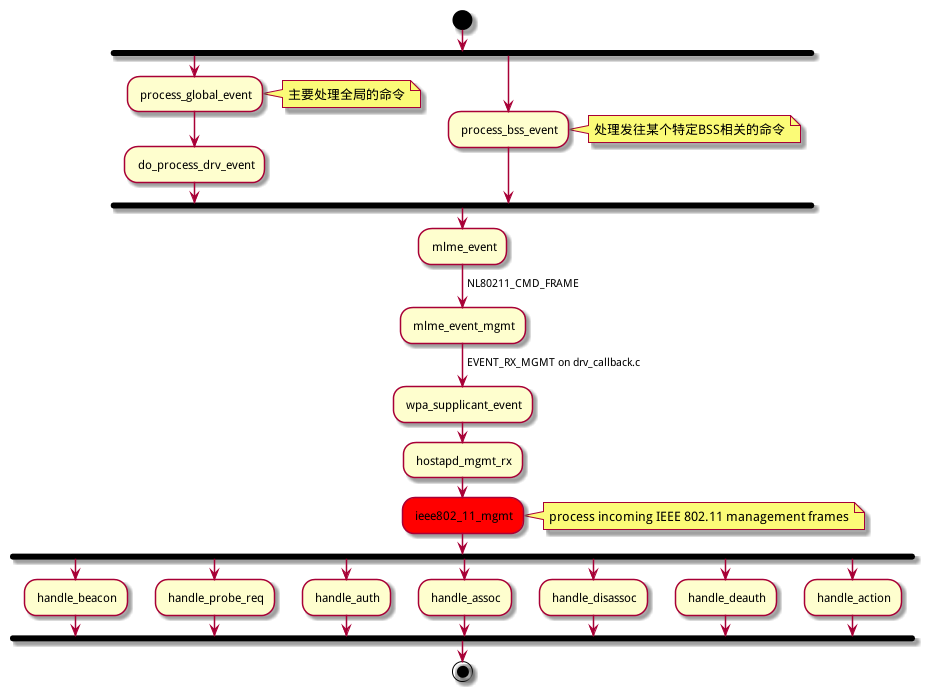 process_global_event
主要处理全局的命令
process_bss_event
处理发往某个特定BSS相关的命令
do_process_drv_event
mlme_event
NL80211_CMD_FRAME
mlme_event_mgmt
EVENT_RX_MGMT on drv_callback.c
wpa_supplicant_event
hostapd_mgmt_rx
ieee802_11_mgmt
process incoming IEEE 802.11 management frames
handle_beacon
handle_probe_req
handle_auth
handle_assoc
handle_disassoc
handle_deauth
handle_action